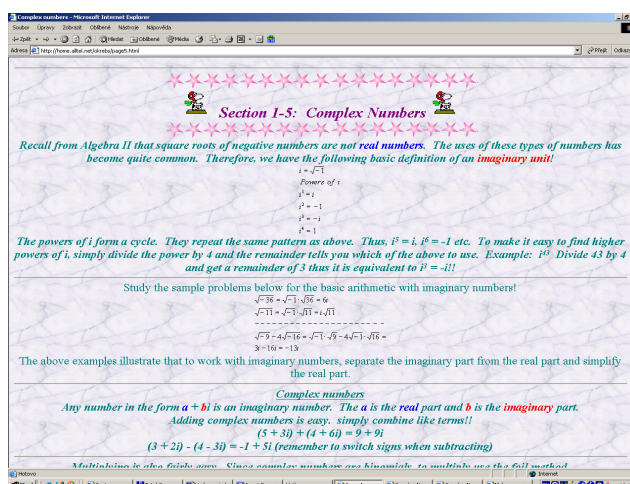 Complex numbers - Microsoft Internet Explorer
Soubor Úpravy Zobrazit Oblíbené Nástroje Nápověda
Zpět Hledat Oblíbené Média
Adresa http://home.alltel.net/okrebs/page5.html Přejít Odkazy
Section 1-5: Complex Numbers
Recall from Algebra II that square roots of negative numbers are not real numbers. The uses of these types of numbers has
become quite common. Therefore, we have the following basic definition of an imaginary unit!
i = √-1
Powers of i
i¹ = i
i² = -1
i³ = -i
i⁴ = 1
The powers of i form a cycle. They repeat the same pattern as above. Thus, i⁵ = i, i⁶ = -1 etc. To make it easy to find higher
powers of i, simply divide the power by 4 and the remainder tells you which of the above to use. Example: i⁴³ Divide 43 by 4
and get a remainder of 3 thus it is equivalent to i³ = -i!!
Study the sample problems below for the basic arithmetic with imaginary numbers!
√-36 = √-1·√36 = 6i
√-11 = √-1·√11 = i√11
√-9 - 4√-16 = √-1·√9 - 4√-1·√16 =
3i - 16i = -13i
The above examples illustrate that to work with imaginary numbers, separate the imaginary part from the real part and simplify
the real part.
Complex numbers
Any number in the form a + bi is an imaginary number. The a is the real part and b is the imaginary part.
Adding complex numbers is easy. simply combine like terms!!
(5 + 3i) + (4 + 6i) = 9 + 9i
(3 + 2i) - (4 - 3i) = -1 + 5i (remember to switch signs when subtracting)
Multiplying is also fairly easy. Since complex numbers are binomials, to multiply use the foil method
Hotovo Internet